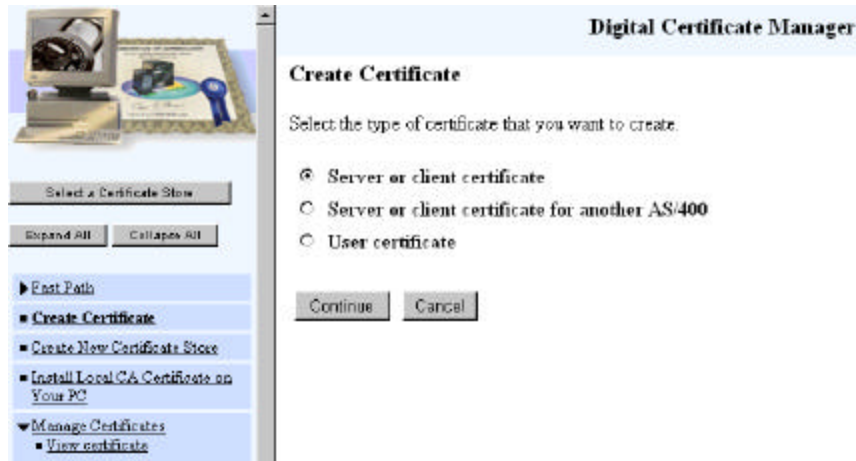 Digital Certificate Manager
Create Certificate
Select the type of certificate that you want to create.
Server or client certificate
Server or client certificate for another AS/400
User certificate
Continue
Cancel
Select a Certificate Store
Expand All
Collapse All
Fast Path
Create Certificate
Create New Certificate Store
Install Local CA Certificate on
Your PC
Manage Certificates
View certificate